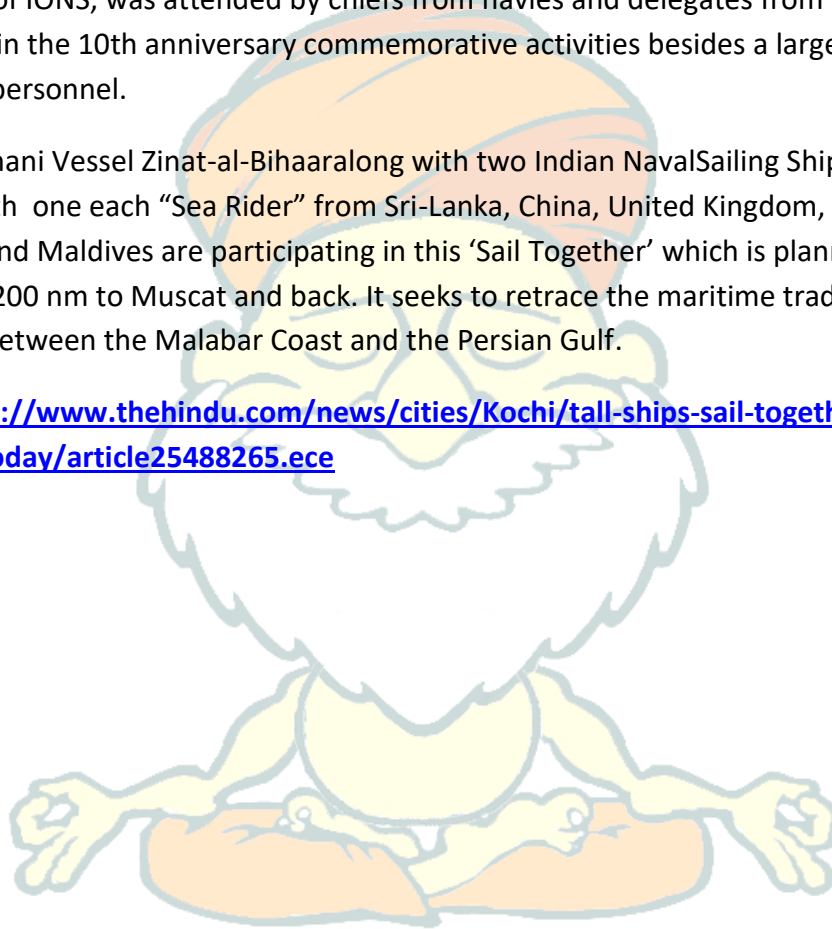 of IONS, was attended by chiefs from navies and delegates from
in the 10th anniversary commemorative activities besides a large
personnel.
nani Vessel Zinat-al-Bihaaralong with two Indian NavalSailing Ship
th one each “Sea Rider” from Sri-Lanka, China, United Kingdom,
nd Maldives are participating in this ‘Sail Together’ which is plann
200 nm to Muscat and back. It seeks to retrace the maritime trad
between the Malabar Coast and the Persian Gulf.
://www.thehindu.com/news/cities/Kochi/tall-ships-sail-togeth
oday/article25488265.ece